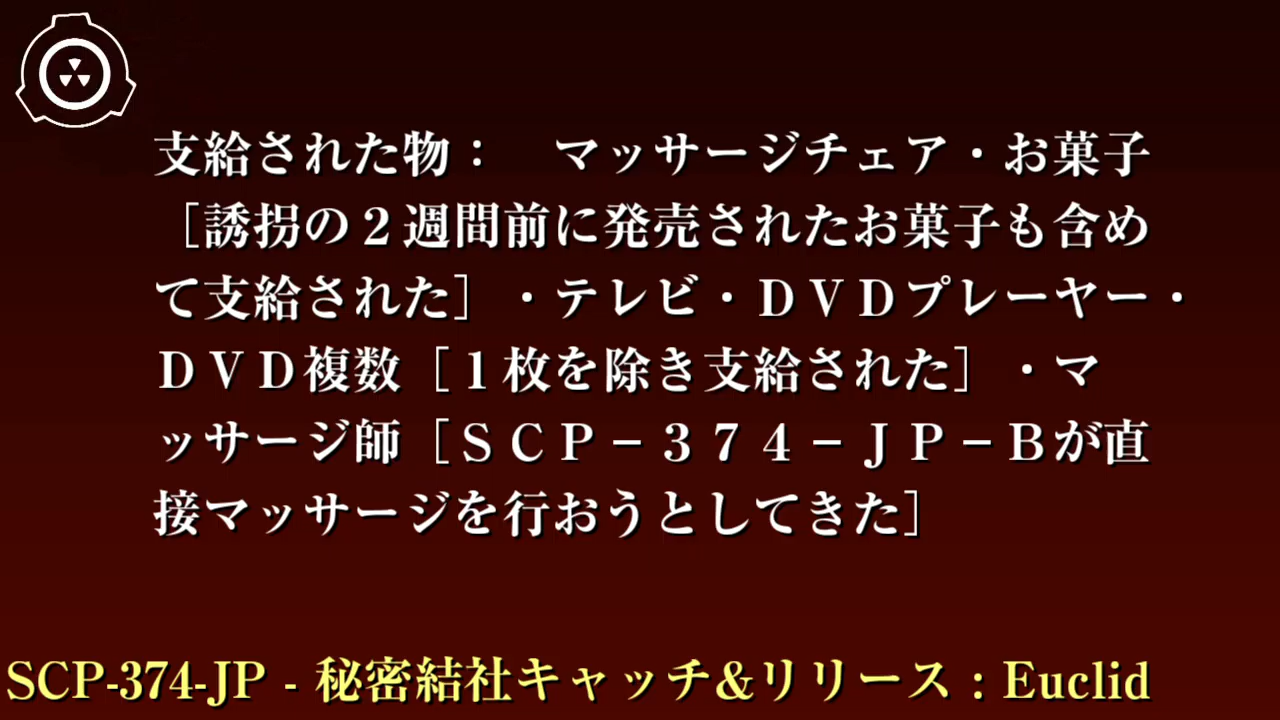 支給された物：　マッサージチェア・お菓子
［誘拐の２週間前に発売されたお菓子も含め
て支給された］・テレビ・ＤＶＤプレーヤー・
ＤＶＤ複数［１枚を除き支給された］・マ
ッサージ師［ＳＣＰ－３７４－ＪＰ－Ｂが直
接マッサージを行おうとしてきた］
SCP-374-JP - 秘密結社キャッチ&リリース：Euclid